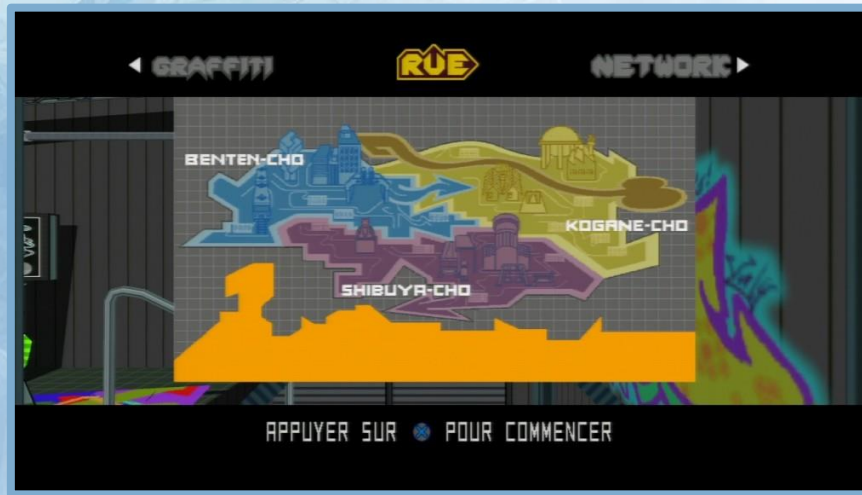 GRAFFITI RUE NETWORK
BENTEN-CHO
KOGANE-CHO
SHIBUYA-CHO
APPUYER SUR POUR COMMENCER